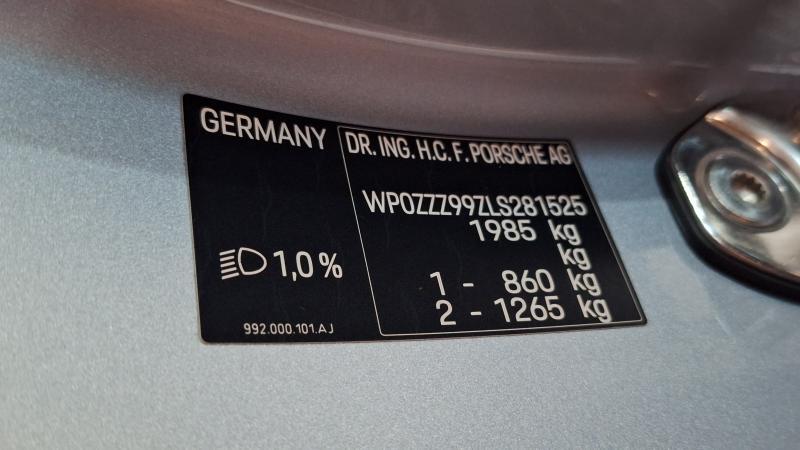 GERMANY
1,0 %
992.000.101.AJ
DR. ING. H.C. F. PORSCHE AG
WP0ZZZ99ZLS281525
1985 kg
kg
1 - 860 kg
2 - 1265 kg